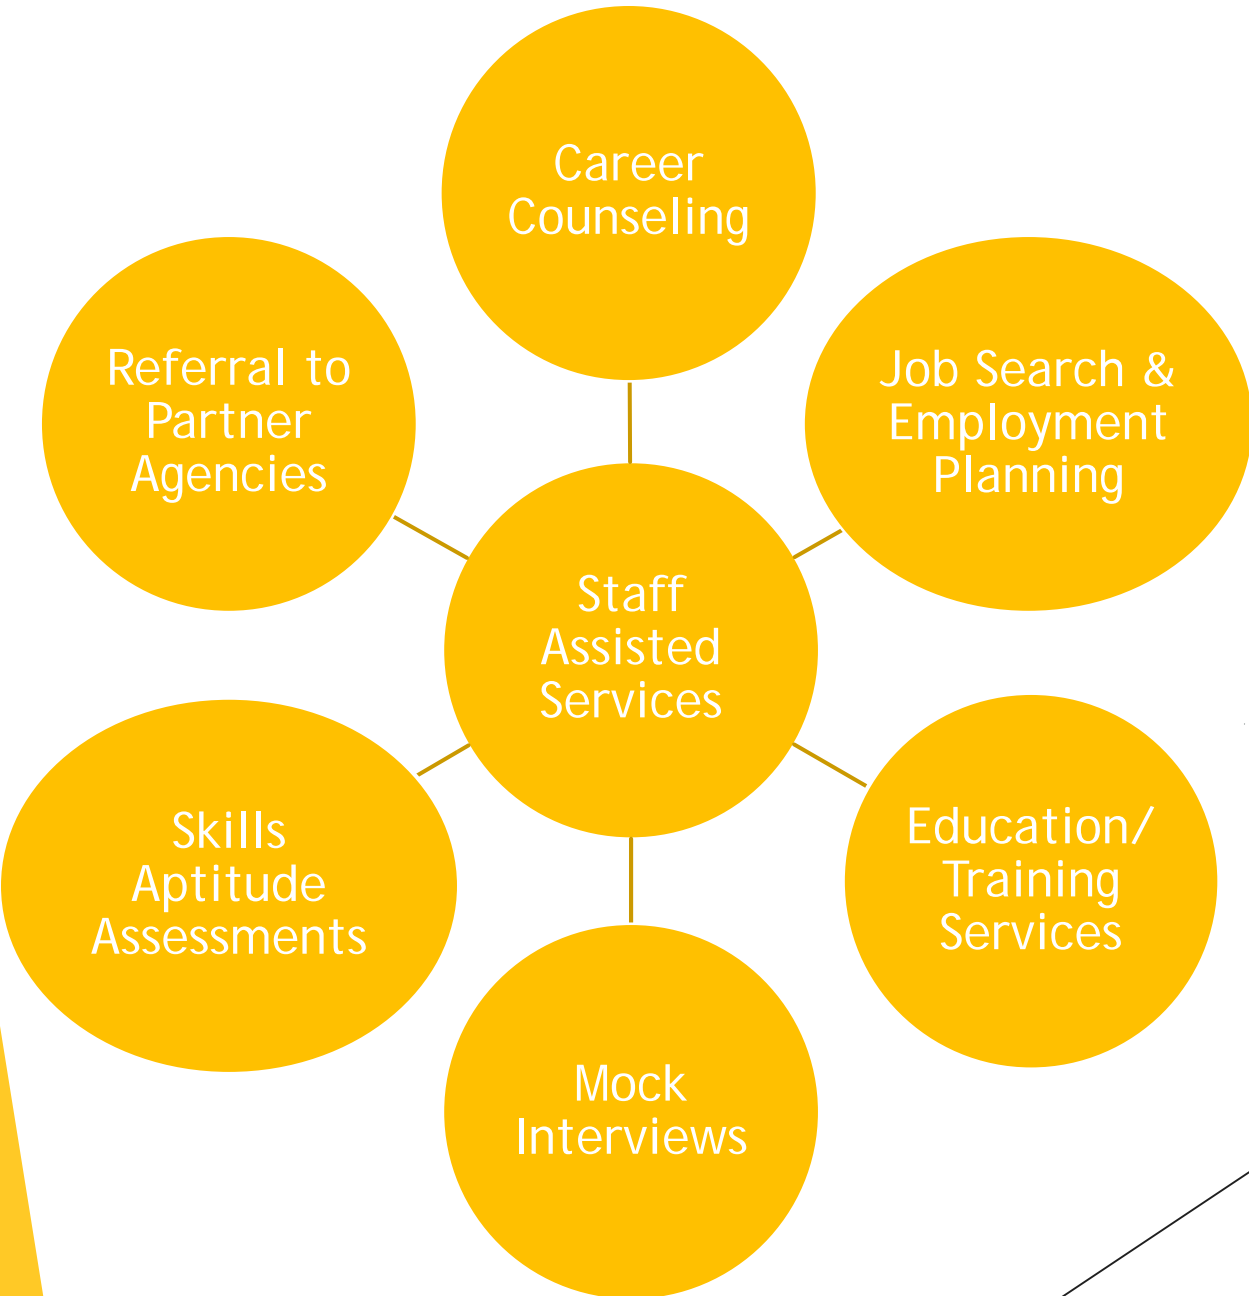 Career
Counseling
Job Search &
Employment
Planning
Education/
Training
Services
Mock
Interviews
Skills
Aptitude
Assessments
Referral to
Partner
Agencies
Staff
Assisted
Services